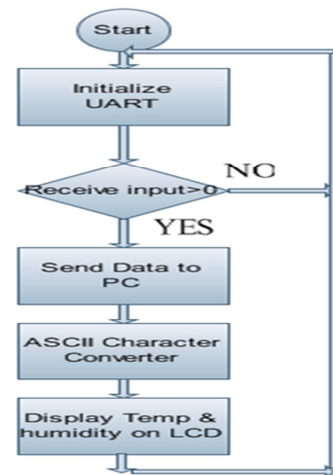 Start
Initialize
UART
Receive input>0
NO
YES
Send Data to
PC
ASCII Character
Converter
Display Temp &
humidity on LCD